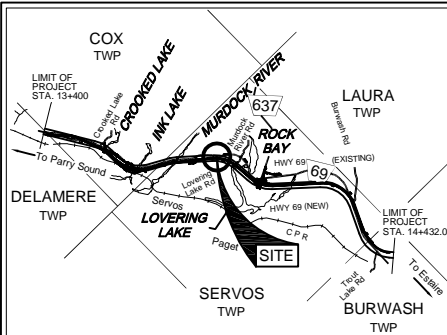 COX
TWP
LIMIT OF
PROJECT
STA. 13+400
Crooked Lake
Rd
CROOKED LAKE
INK LAKE
MURDOCK RIVER
637
Murdock
River Rd
LAURA
TWP
ROCK
BAY
Burwash Rd
To Parry Sound
HWY 69
(EXISTING)
69
DELAMERE
TWP
Servos
Lovering
Lake Rd
HWY 69 (NEW)
LOVERING
LAKE
Paget
CPR
SITE
LIMIT OF
PROJECT
STA. 14+432.0
Trout
Lake Rd
To Estaire
SERVOS
TWP
BURWASH
TWP